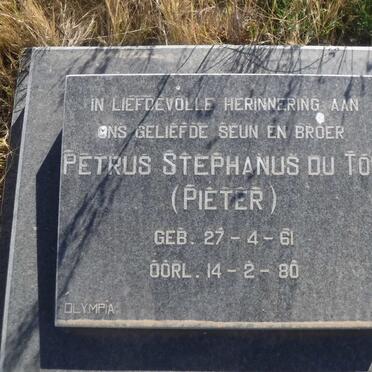 IN LIEFDEVOLLE HERINNERING AAN
ONS GELIEFDE SEUN EN BROER
PETRUS STEPHANUS DU TO
(PIETER)
GEB. 27-4-61
OORL. 14-2-80
OLYMPIA